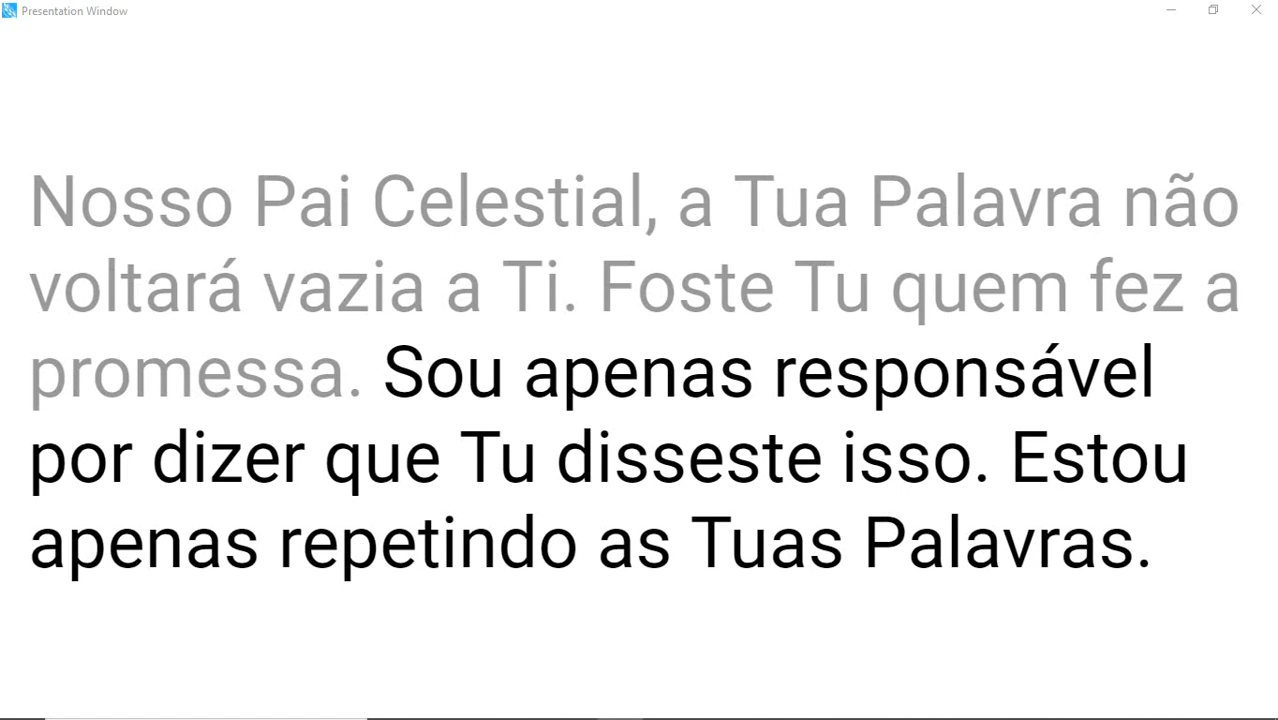 Presentation Window
Nosso Pai Celestial, a Tua Palavra não
voltará vazia a Ti. Foste Tu quem fez a
promessa. Sou apenas responsável
por dizer que Tu disseste isso. Estou
apenas repetindo as Tuas Palavras.